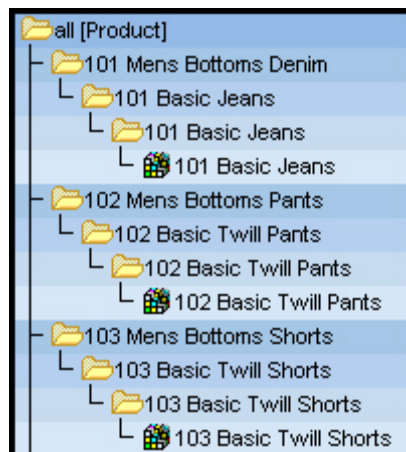 all [Product]
101 Mens Bottoms Denim
101 Basic Jeans
101 Basic Jeans
101 Basic Jeans
102 Mens Bottoms Pants
102 Basic Twill Pants
102 Basic Twill Pants
102 Basic Twill Pants
103 Mens Bottoms Shorts
103 Basic Twill Shorts
103 Basic Twill Shorts
103 Basic Twill Shorts